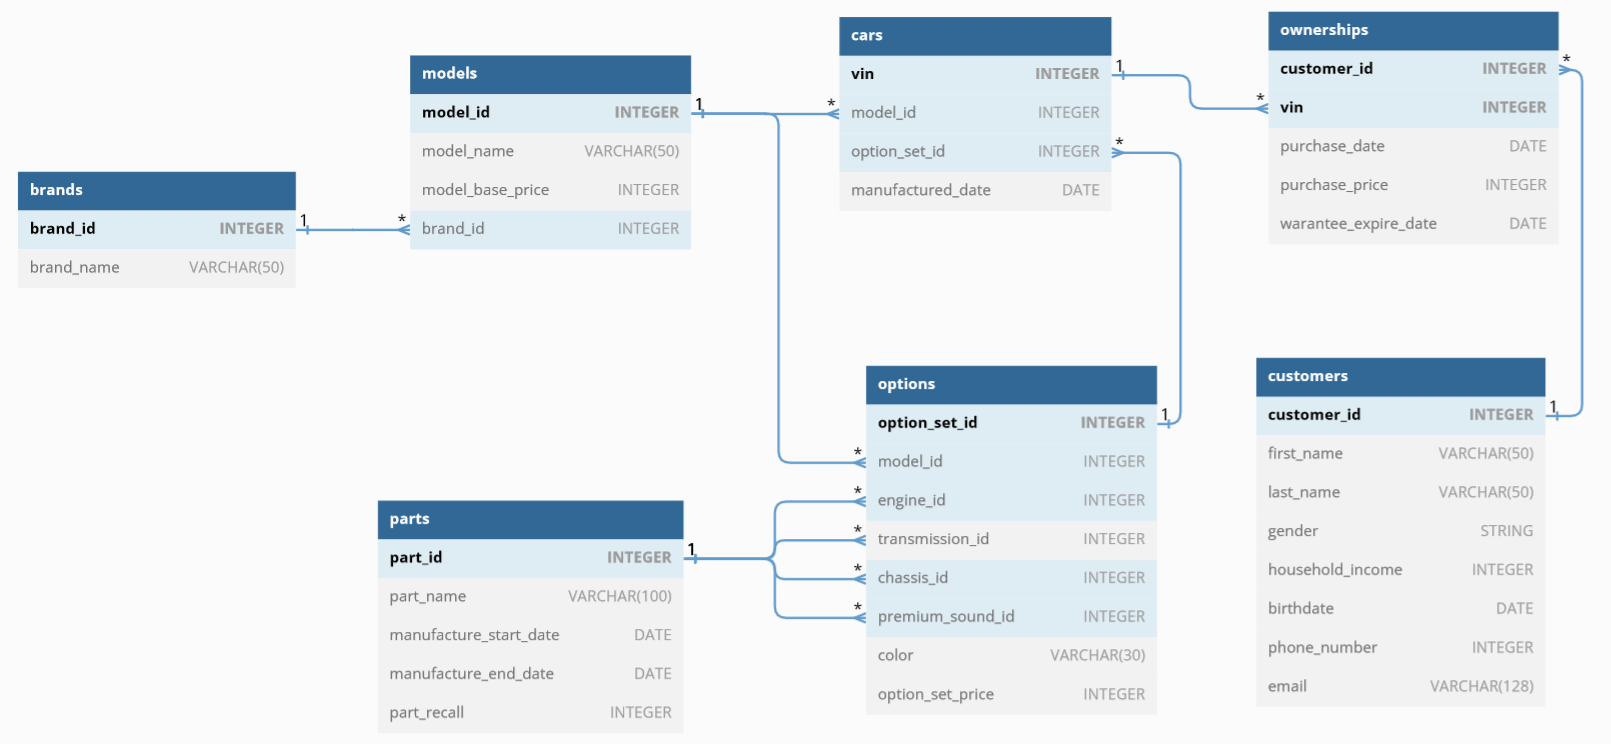 brands
brand_id INTEGER
brand_name VARCHAR(50)
1 *
models
model_id INTEGER
model_name VARCHAR(50)
model_base_price INTEGER
brand_id INTEGER
1 *
cars
vin INTEGER
model_id INTEGER
option_set_id INTEGER
manufactured_date DATE
1 *
*
ownerships
customer_id INTEGER
vin INTEGER
purchase_date DATE
purchase_price INTEGER
warantee_expire_date DATE
*
parts
part_id INTEGER
part_name VARCHAR(100)
manufacture_start_date DATE
manufacture_end_date DATE
part_recall INTEGER
1
*
*
*
*
*
options
option_set_id INTEGER
model_id INTEGER
engine_id INTEGER
transmission_id INTEGER
chassis_id INTEGER
premium_sound_id INTEGER
color VARCHAR(30)
option_set_price INTEGER
1
customers
customer_id INTEGER
first_name VARCHAR(50)
last_name VARCHAR(50)
gender STRING
household_income INTEGER
birthdate DATE
phone_number INTEGER
email VARCHAR(128)
1